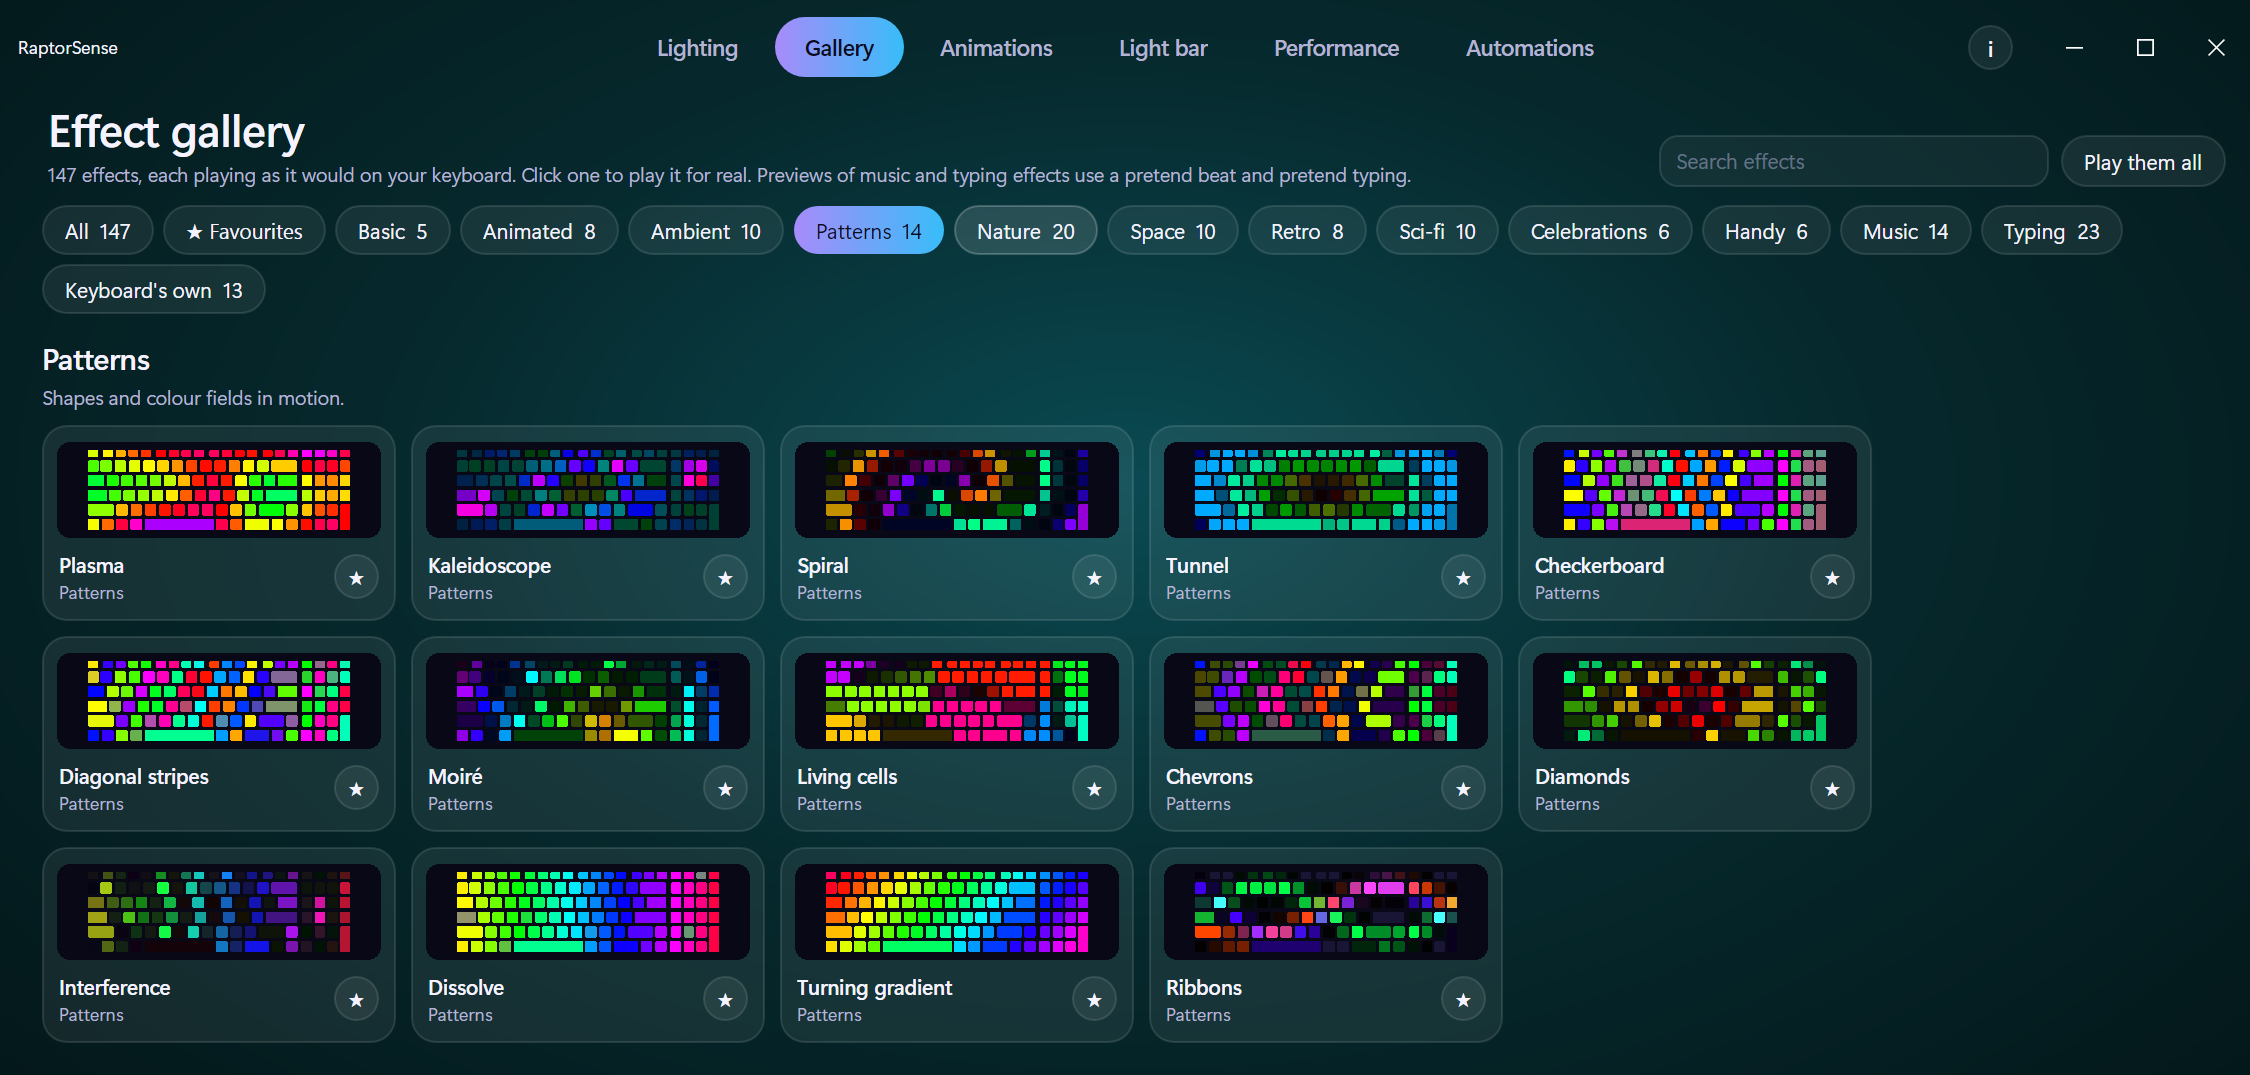 RaptorSense
Lighting
Gallery
Animations
Light bar
Performance
Automations
i
Effect gallery
147 effects, each playing as it would on your keyboard. Click one to play it for real. Previews of music and typing effects use a pretend beat and pretend typing.
Search effects
Play them all
All 147
★ Favourites
Basic 5
Animated 8
Ambient 10
Patterns 14
Nature 20
Space 10
Retro 8
Sci-fi 10
Celebrations 6
Handy 6
Music 14
Typing 23
Keyboard's own 13
Patterns
Shapes and colour fields in motion.
Plasma
Patterns
Kaleidoscope
Patterns
Spiral
Patterns
Tunnel
Patterns
Checkerboard
Patterns
Diagonal stripes
Patterns
Moiré
Patterns
Living cells
Patterns
Chevrons
Patterns
Diamonds
Patterns
Interference
Patterns
Dissolve
Patterns
Turning gradient
Patterns
Ribbons
Patterns